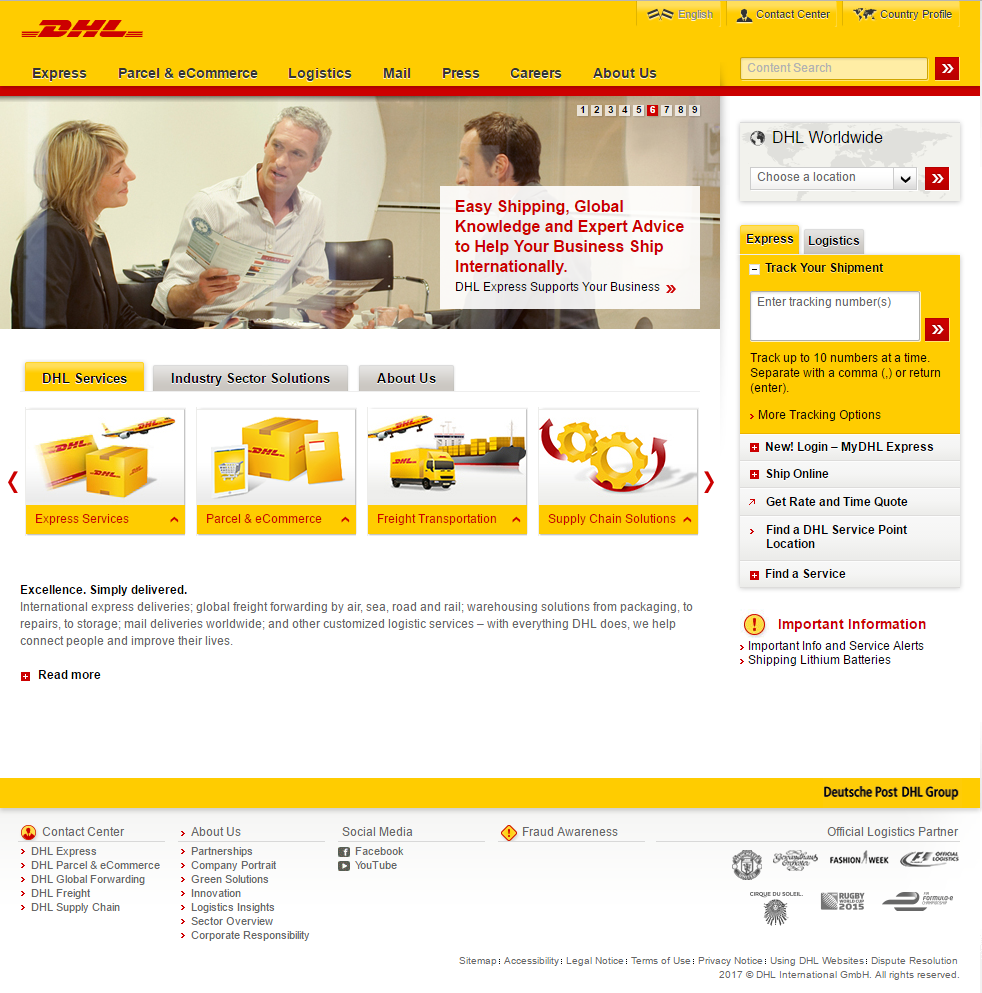 English
Contact Center
Country Profile
DHL
Express
Parcel & eCommerce
Logistics
Mail
Press
Careers
About Us
Content Search
1 2 3 4 5 6 7 8 9
Easy Shipping, Global
Knowledge and Expert Advice
to Help Your Business Ship
Internationally.
DHL Express Supports Your Business
DHL Worldwide
Choose a location
Express
Logistics
Track Your Shipment
Enter tracking number(s)
Track up to 10 numbers at a time.
Separate with a comma (,) or return
(enter).
More Tracking Options
New! Login – MyDHL Express
Ship Online
Get Rate and Time Quote
Find a DHL Service Point
Location
Find a Service
Important Information
Important Info and Service Alerts
Shipping Lithium Batteries
DHL Services
Industry Sector Solutions
About Us
Express Services
Parcel & eCommerce
Freight Transportation
Supply Chain Solutions
Excellence. Simply delivered.
International express deliveries; global freight forwarding by air, sea, road and rail; warehousing solutions from packaging, to
repairs, to storage; mail deliveries worldwide; and other customized logistic services – with everything DHL does, we help
connect people and improve their lives.
Read more
Deutsche Post DHL Group
Contact Center
DHL Express
DHL Parcel & eCommerce
DHL Global Forwarding
DHL Freight
DHL Supply Chain
About Us
Partnerships
Company Portrait
Green Solutions
Innovation
Logistics Insights
Sector Overview
Corporate Responsibility
Social Media
Facebook
YouTube
Fraud Awareness
Official Logistics Partner
Gewandhaus
Orchester
FASHION WEEK
OFFICIAL
LOGISTICS
CIRQUE DU SOLEIL
RUGBY
WORLD CUP
2015
FIA
FORMULA-E
CHAMPIONSHIP
Sitemap
Accessibility
Legal Notice
Terms of Use
Privacy Notice
Using DHL Websites
Dispute Resolution
2017 © DHL International GmbH. All rights reserved.